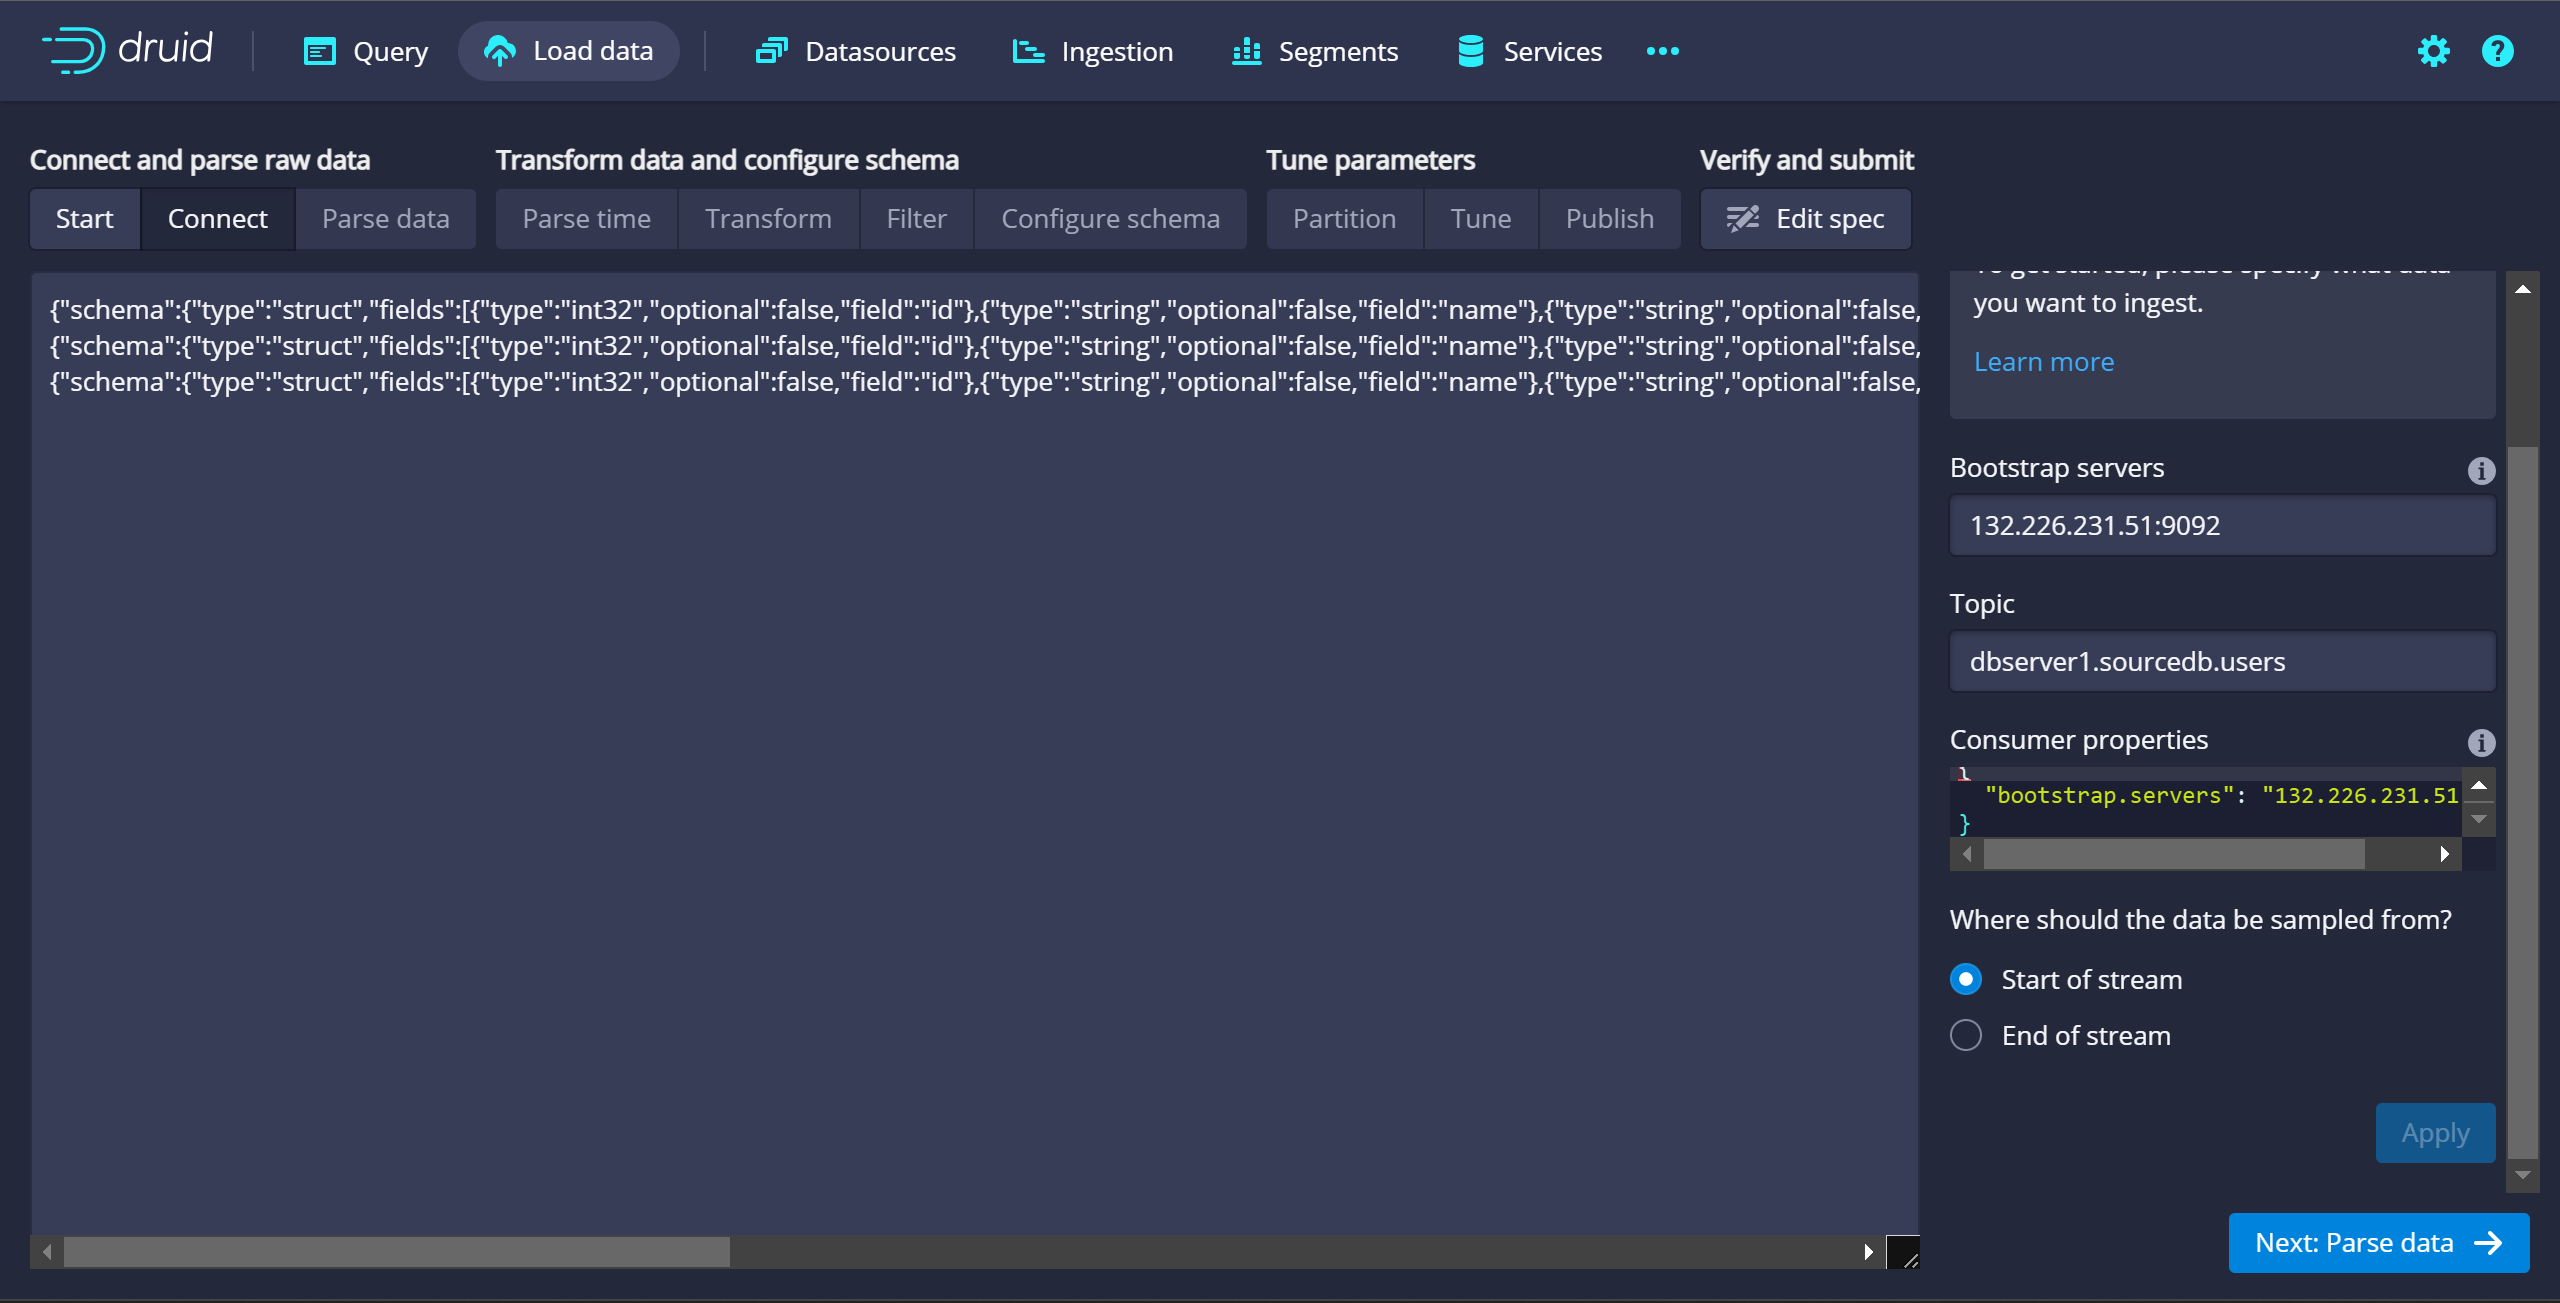 druid
Query
Load data
Datasources
Ingestion
Segments
Services
Connect and parse raw data
Transform data and configure schema
Tune parameters
Verify and submit
Start
Connect
Parse data
Parse time
Transform
Filter
Configure schema
Partition
Tune
Publish
Edit spec
{"schema":{"type":"struct","fields":[{"type":"int32","optional":false,"field":"id"},{"type":"string","optional":false,"field":"name"},{"type":"string","optional":false,
{"schema":{"type":"struct","fields":[{"type":"int32","optional":false,"field":"id"},{"type":"string","optional":false,"field":"name"},{"type":"string","optional":false,
{"schema":{"type":"struct","fields":[{"type":"int32","optional":false,"field":"id"},{"type":"string","optional":false,"field":"name"},{"type":"string","optional":false,
To get started, please specify what data
you want to ingest.
Learn more
Bootstrap servers
132.226.231.51:9092
Topic
dbserver1.sourcedb.users
Consumer properties
{
"bootstrap.servers": "132.226.231.51
}
Where should the data be sampled from?
Start of stream
End of stream
Apply
Next: Parse data